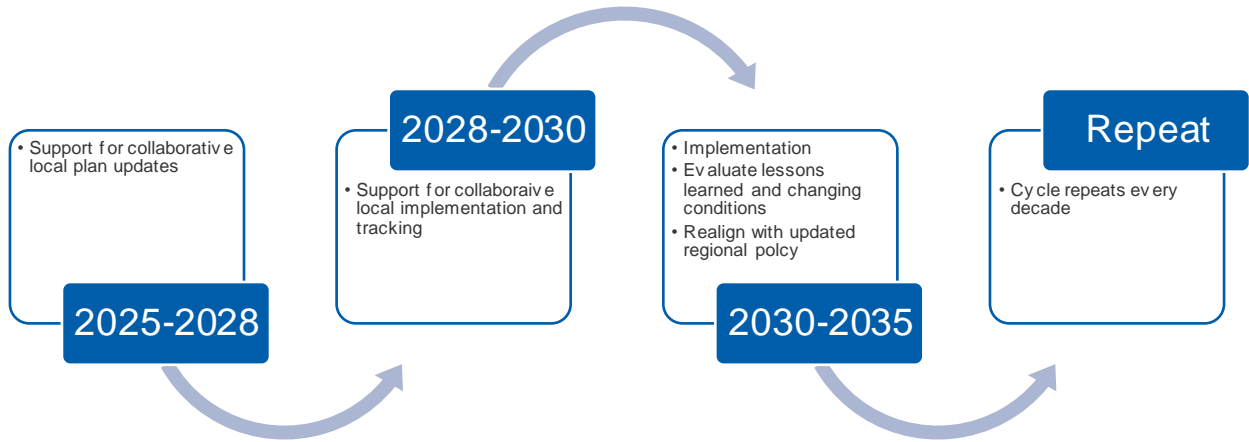 • Support for collaborative
local plan updates
2025-2028
2028-2030
• Support for collaboraive
local implementation and
tracking
• Implementation
• Evaluate lessons
learned and changing
conditions
• Realign with updated
regional polcy
2030-2035
Repeat
• Cycle repeats every
decade